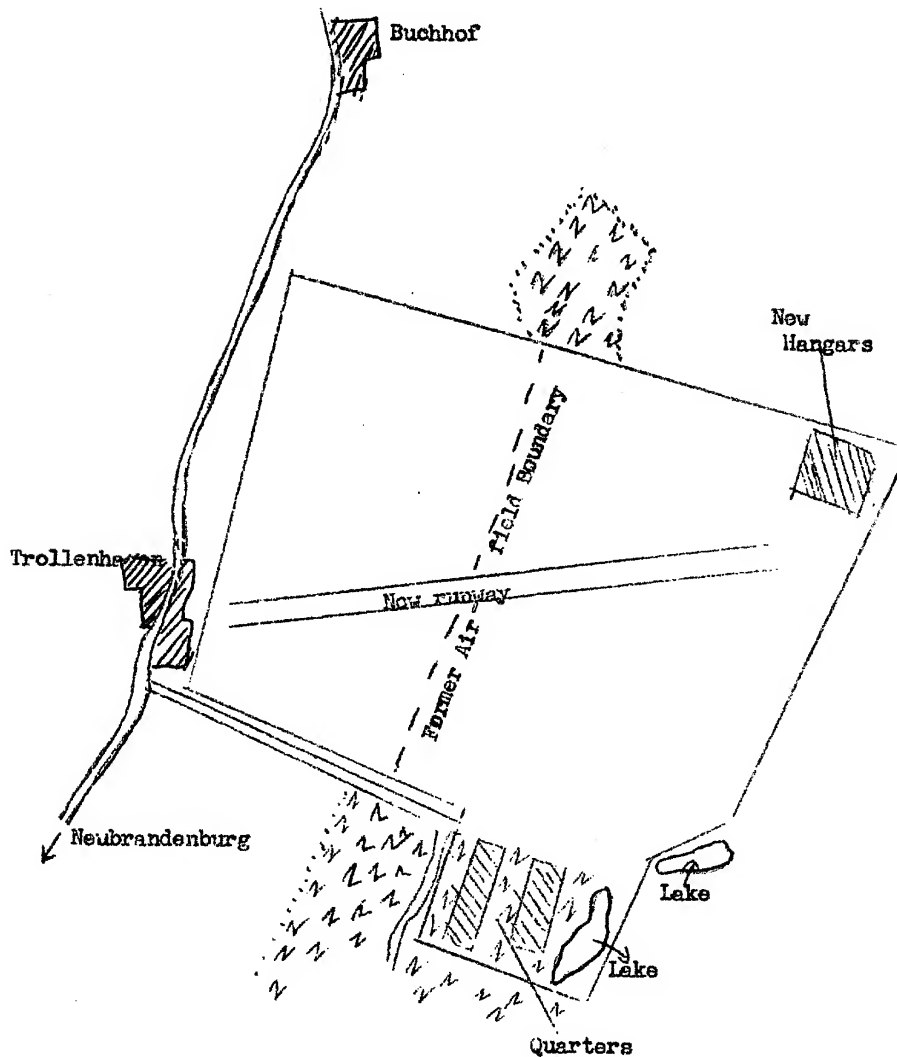 Buchhof
New
Hangars
Former Air field Boundary
Trollenhagen
New runway
Neubrandenburg
Lake
Lake
Quarters